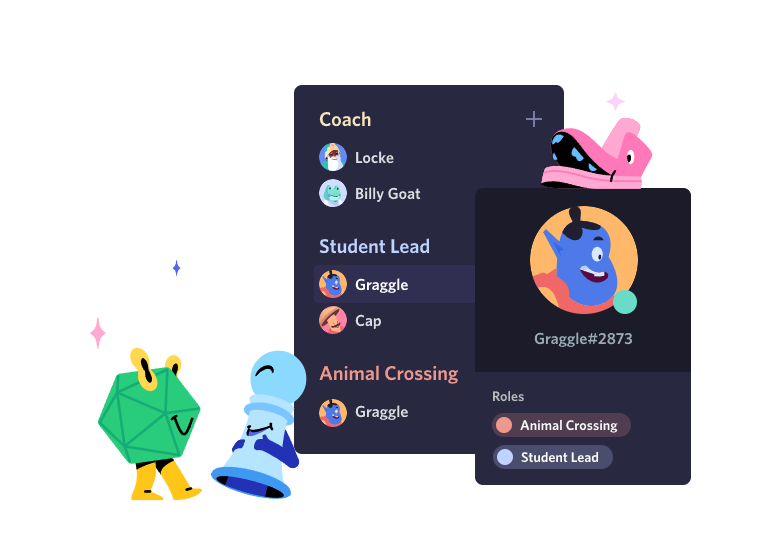 Coach
Locke
Billy Goat
Student Lead
Graggle
Cap
Animal Crossing
Graggle
Graggle#2873
Roles
Animal Crossing
Student Lead